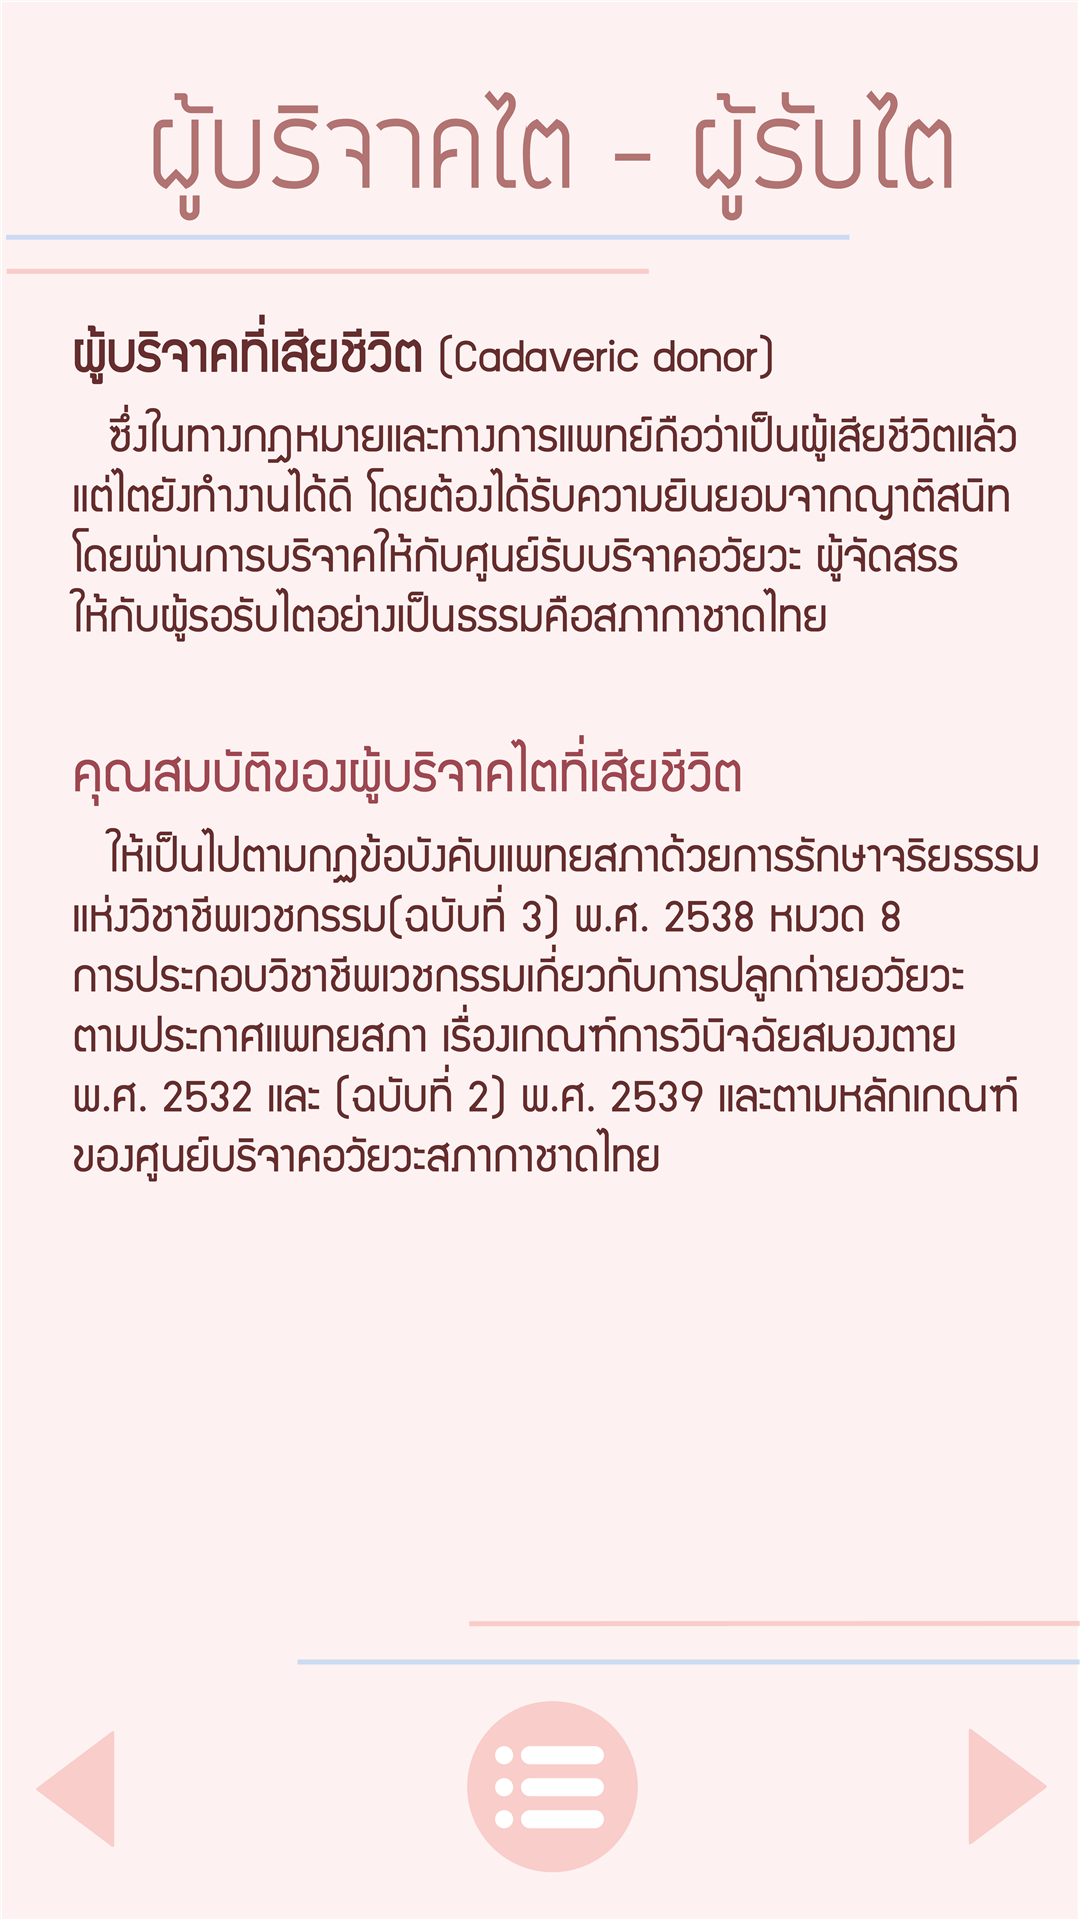 ผู้บริจาคไต - ผู้รับไต
ผู้บริจาคที่เสียชีวิต (Cadaveric donor)
ซึ่งในทางกฎหมายและทางการแพทย์ถือว่าเป็นผู้เสียชีวิตแล้ว
แต่ไตยังทำงานได้ดี โดยต้องได้รับความยินยอมจากญาติสนิท
โดยผ่านการบริจาคให้กับศูนย์รับบริจาคอวัยวะ ผู้จัดสรร
ให้กับผู้รอรับไตอย่างเป็นธรรมคือสภากาชาดไทย
คุณสมบัติของผู้บริจาคไตที่เสียชีวิต
ให้เป็นไปตามกฎข้อบังคับแพทยสภาด้วยการรักษาจริยธรรม
แห่งวิชาชีพเวชกรรม(ฉบับที่ 3) พ.ศ. 2538 หมวด 8
การประกอบวิชาชีพเวชกรรมเกี่ยวกับการปลูกถ่ายอวัยวะ
ตามประกาศแพทยสภา เรื่องเกณฑ์การวินิจฉัยสมองตาย
พ.ศ. 2532 และ (ฉบับที่ 2) พ.ศ. 2539 และตามหลักเกณฑ์
ของศูนย์บริจาคอวัยวะสภากาชาดไทย